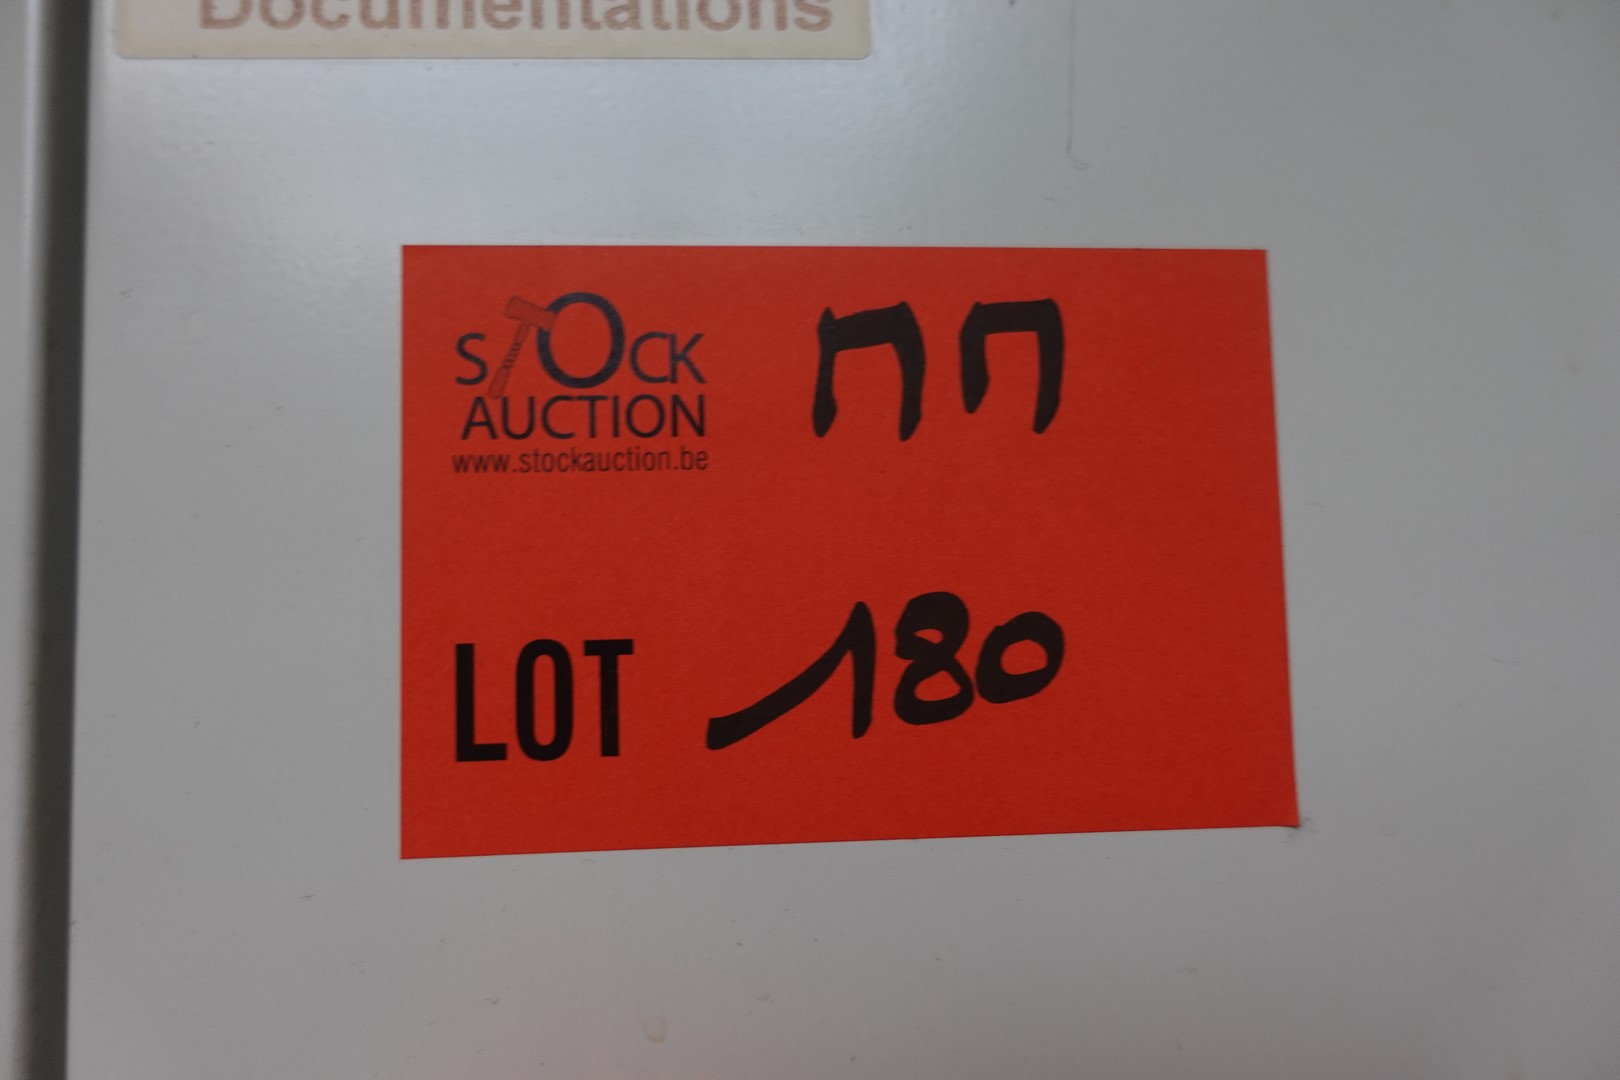 Documentations
STOCK
AUCTION
www.stockauction.be
LOT 180